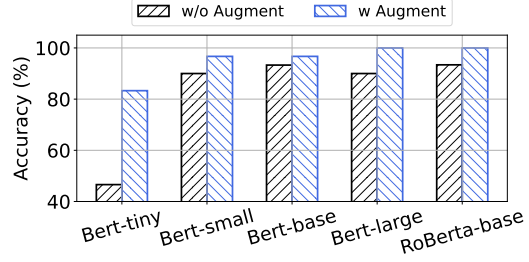 w/o Augment w Augment
Accuracy (%)
100
80
60
40
Bert-tiny Bert-small Bert-base Bert-large RoBerta-base